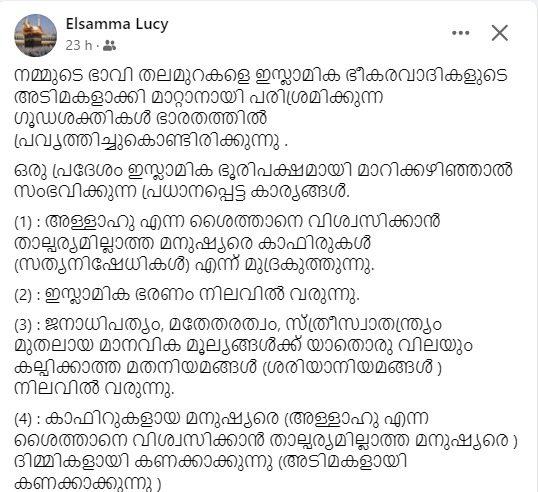 Elsamma Lucy
23 h ·
നമ്മുടെ ഭാവി തലമുറകളെ ഇസ്ലാമിക ഭീകരവാദികളുടെ
അടിമകളാക്കി മാറ്റാനായി പരിശ്രമിക്കുന്ന
ഗൂഡശക്തികൾ ഭാരതത്തിൽ
പ്രവൃത്തിച്ചുകൊണ്ടിരിക്കുന്നു .
ഒരു പ്രദേശം ഇസ്ലാമിക ഭൂരിപക്ഷമായി മാറിക്കഴിഞ്ഞാൽ
സംഭവിക്കുന്ന പ്രധാനപ്പെട്ട കാര്യങ്ങൾ.
(1) : അള്ളാഹു എന്ന ശൈത്താനെ വിശ്വസിക്കാൻ
താല്പര്യമില്ലാത്ത മനുഷ്യരെ കാഫിരുകൾ
(സത്യനിഷേധികൾ) എന്ന് മുദ്രകുത്തുന്നു.
(2) : ഇസ്ലാമിക ഭരണം നിലവിൽ വരുന്നു.
(3) : ജനാധിപത്യം, മതേതരത്വം, സ്ത്രീസ്വാതന്ത്ര്യം
മുതലായ മാനവിക മൂല്യങ്ങൾക്ക് യാതൊരു വിലയും
കല്പിക്കാത്ത മതനിയമങ്ങൾ (ശരിയാനിയമങ്ങൾ )
നിലവിൽ വരുന്നു.
(4) : കാഫിറുകളായ മനുഷ്യരെ (അള്ളാഹു എന്ന
ശൈത്താനെ വിശ്വസിക്കാൻ താല്പര്യമില്ലാത്ത മനുഷ്യരെ )
ദിമ്മികളായി കണക്കാക്കുന്നു (അടിമകളായി
കണക്കാക്കുന്നു )